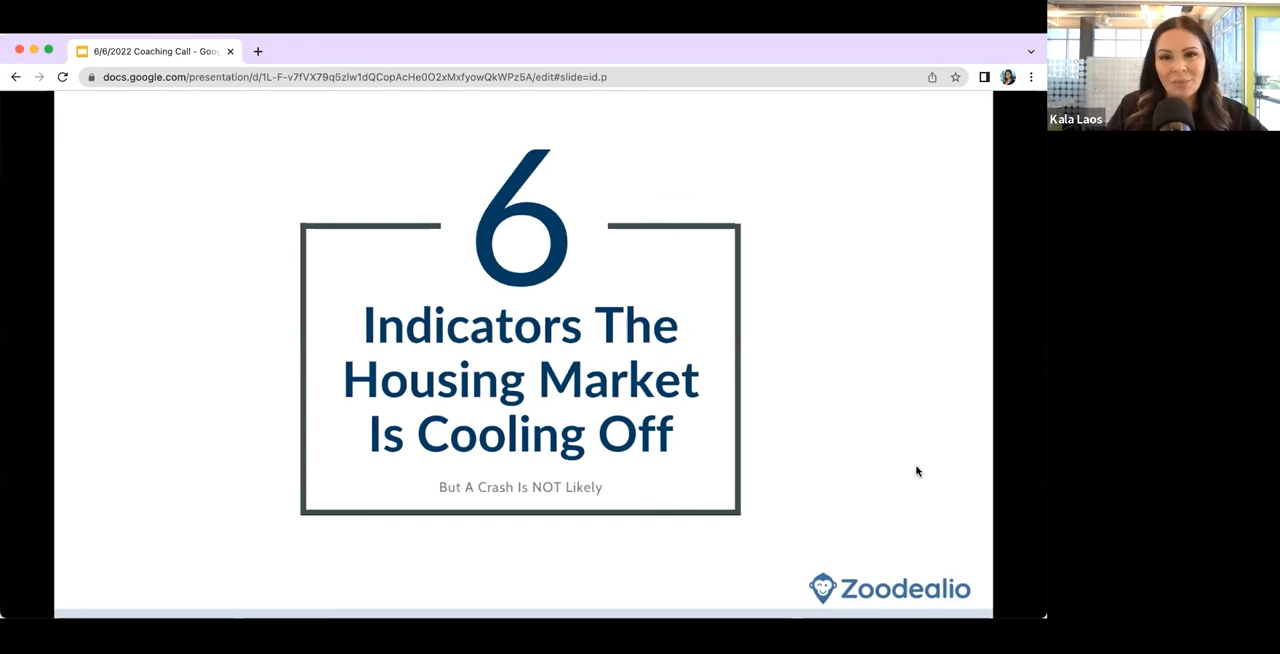 6/6/2022 Coaching Call - Goo
docs.google.com/presentation/d/1L-F-v7fVX79q5zIw1dQCopAcHe0O2xMxfyowQkWPz5A/edit#slide=id.p
Kala Laos
6
Indicators The
Housing Market
Is Cooling Off
But A Crash Is NOT Likely
Zoodealio